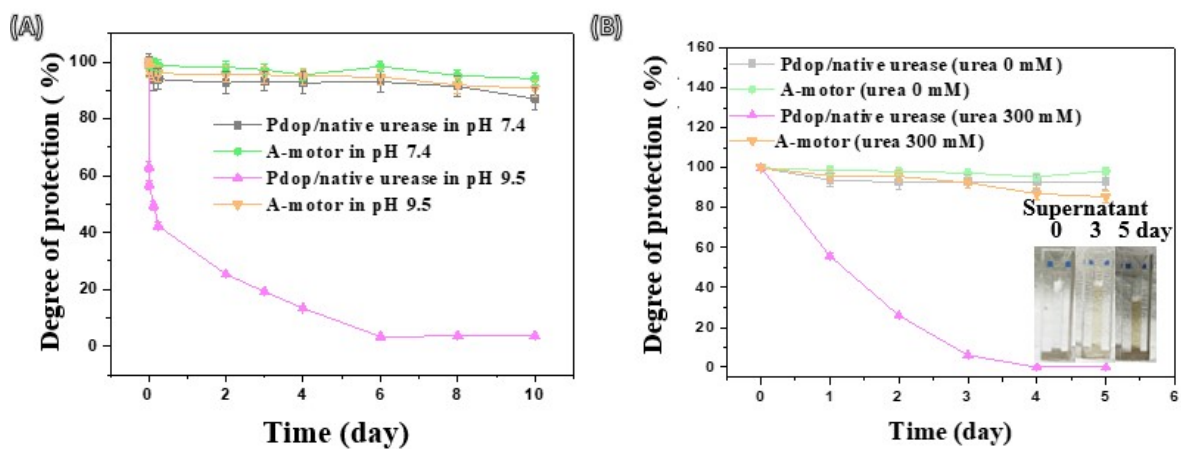 (A)
Degree of protection ( %)
100
80
60
40
20
0
Pdop/native urease in pH 7.4
A-motor in pH 7.4
Pdop/native urease in pH 9.5
A-motor in pH 9.5
0 2 4 6 8 10
Time (day)
(B)
Degree of protection (%)
160
140
120
100
80
60
40
20
0
Pdop/native urease (urea 0 mM)
A-motor (urea 0 mM)
Pdop/native urease (urea 300 mM)
A-motor (urea 300 mM)
Supernatant
0 3 5 day
0 1 2 3 4 5 6
Time (day)